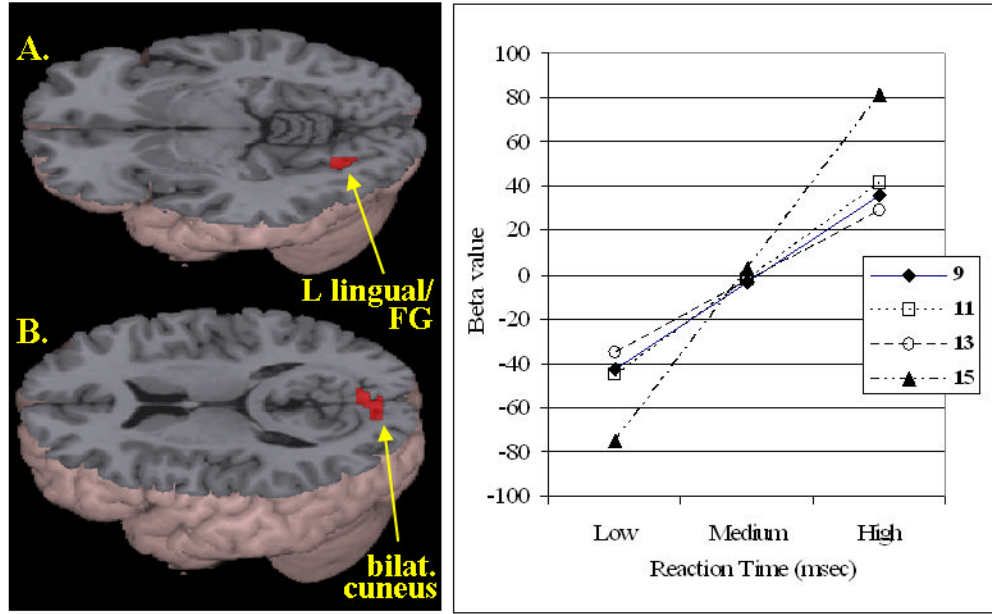 A.
L lingual/
FG
B.
bilat.
cuneus
100
80
60
40
20
0
-20
-40
-60
-80
-100
Beta value
Low Medium High
Reaction Time (msec)
9
11
13
15